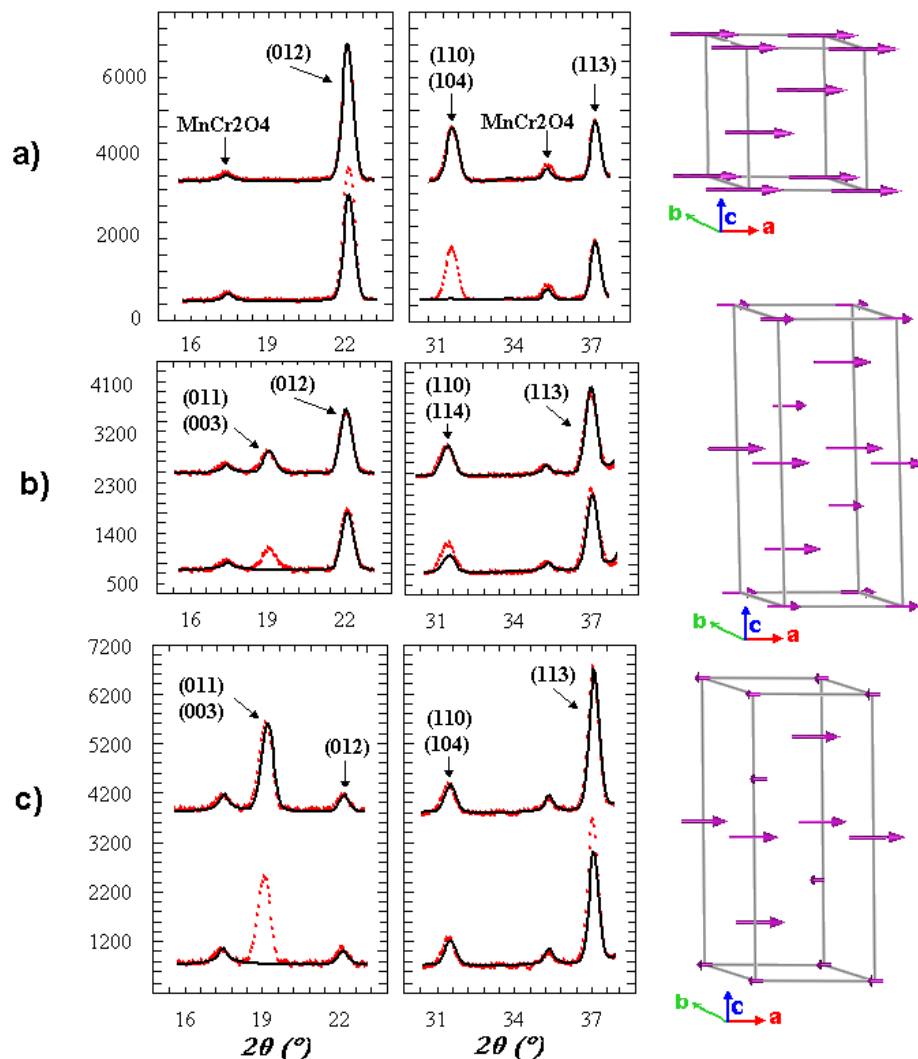 a)
6000
4000
2000
0
MnCr2O4
(012)
(110)
(104)
MnCr2O4
(113)
16 19 22
31 34 37
b c a
b)
4100
3200
2300
1400
500
(011)
(003)
(012)
(110)
(114)
(113)
16 19 22
31 34 37
b c a
c)
7200
6200
5200
4200
3200
2200
1200
(011)
(003)
(012)
(110)
(104)
(113)
16 19 22
31 34 37
2θ (°)
2θ (°)
b c a